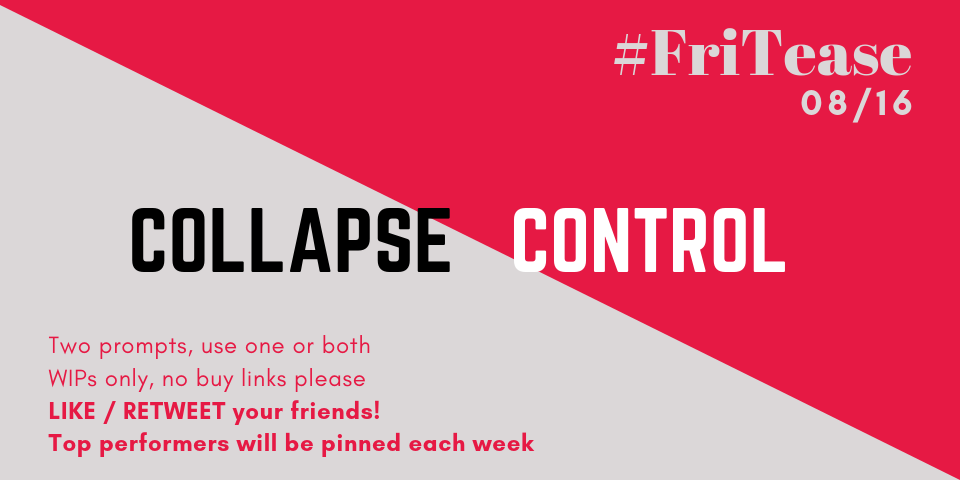 #FriTease
08/16
COLLAPSE CONTROL
Two prompts, use one or both
WIPs only, no buy links please
LIKE / RETWEET your friends!
Top performers will be pinned each week